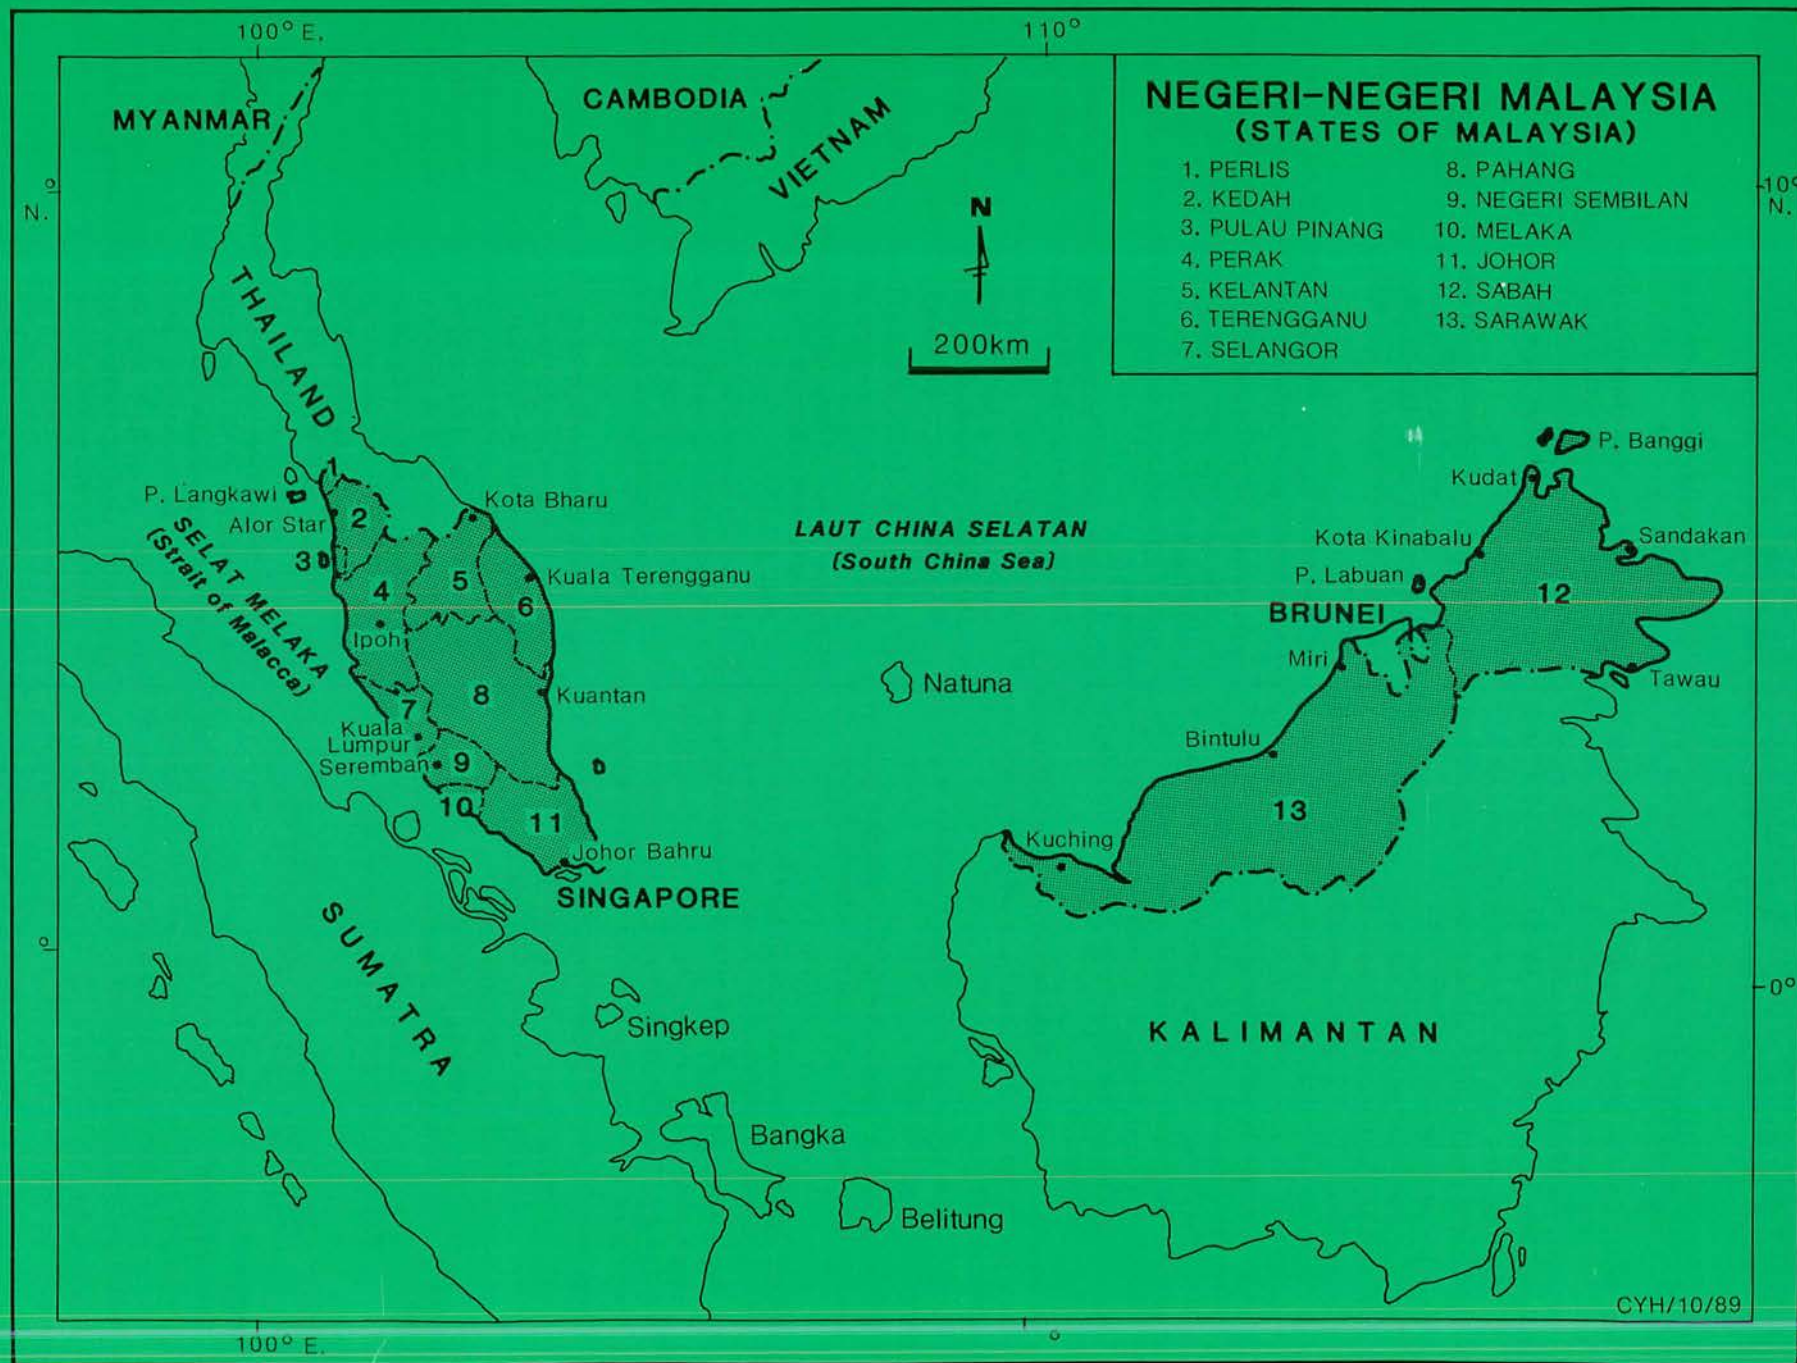 100° E.
110°
NEGERI-NEGERI MALAYSIA
(STATES OF MALAYSIA)
1. PERLIS
2. KEDAH
3. PULAU PINANG
4. PERAK
5. KELANTAN
6. TERENGGANU
7. SELANGOR
8. PAHANG
9. NEGERI SEMBILAN
10. MELAKA
11. JOHOR
12. SABAH
13. SARAWAK
MYANMAR
CAMBODIA
VIETNAM
°
N.
10°
N.
N
200km
THAILAND
P. Banggi
Kudat
1
P. Langkawi
Kota Bharu
Alor Star
2
SELAT MELAKA
(Strait of Malacca)
LAUT CHINA SELATAN
(South China Sea)
Kota Kinabalu
Sandakan
3
4
5
Kuala Terengganu
6
P. Labuan
12
BRUNEI
Ipoh
Miri
Tawau
Natuna
8
Kuantan
7
Kuala
Lumpur
Bintulu
Seremban
9
10
11
13
Kuching
Johor Bahru
SINGAPORE
SUMATRA
°
0°
Singkep
KALIMANTAN
Bangka
Belitung
CYH/10/89
100° E.
°